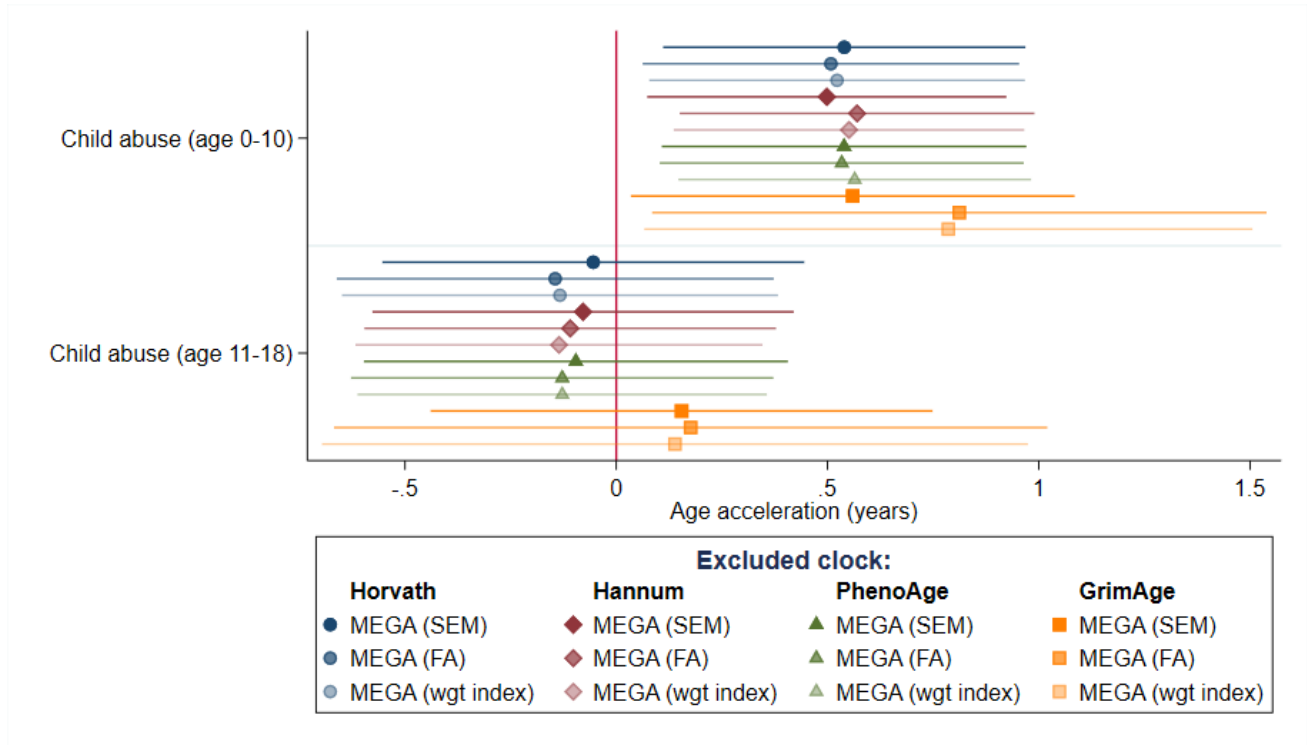 Child abuse (age 0-10)
Child abuse (age 11-18)
-.5 0 .5 1 1.5
Age acceleration (years)
Excluded clock:
Horvath Hannum PhenoAge GrimAge
MEGA (SEM) MEGA (SEM) MEGA (SEM) MEGA (SEM)
MEGA (FA) MEGA (FA) MEGA (FA) MEGA (FA)
MEGA (wgt index) MEGA (wgt index) MEGA (wgt index) MEGA (wgt index)